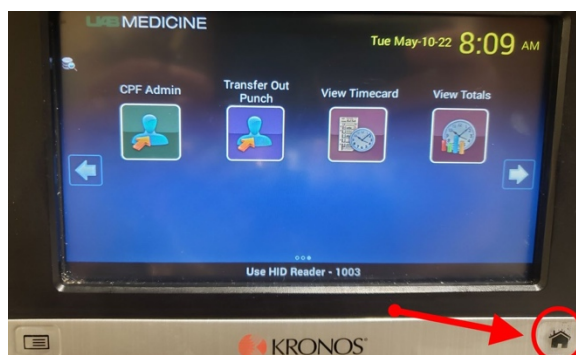 UAB MEDICINE
Tue May-10-22 8:09 AM
CPF Admin
Transfer Out
Punch
View Timecard
View Totals
Use HID Reader - 1003
KRONOS®